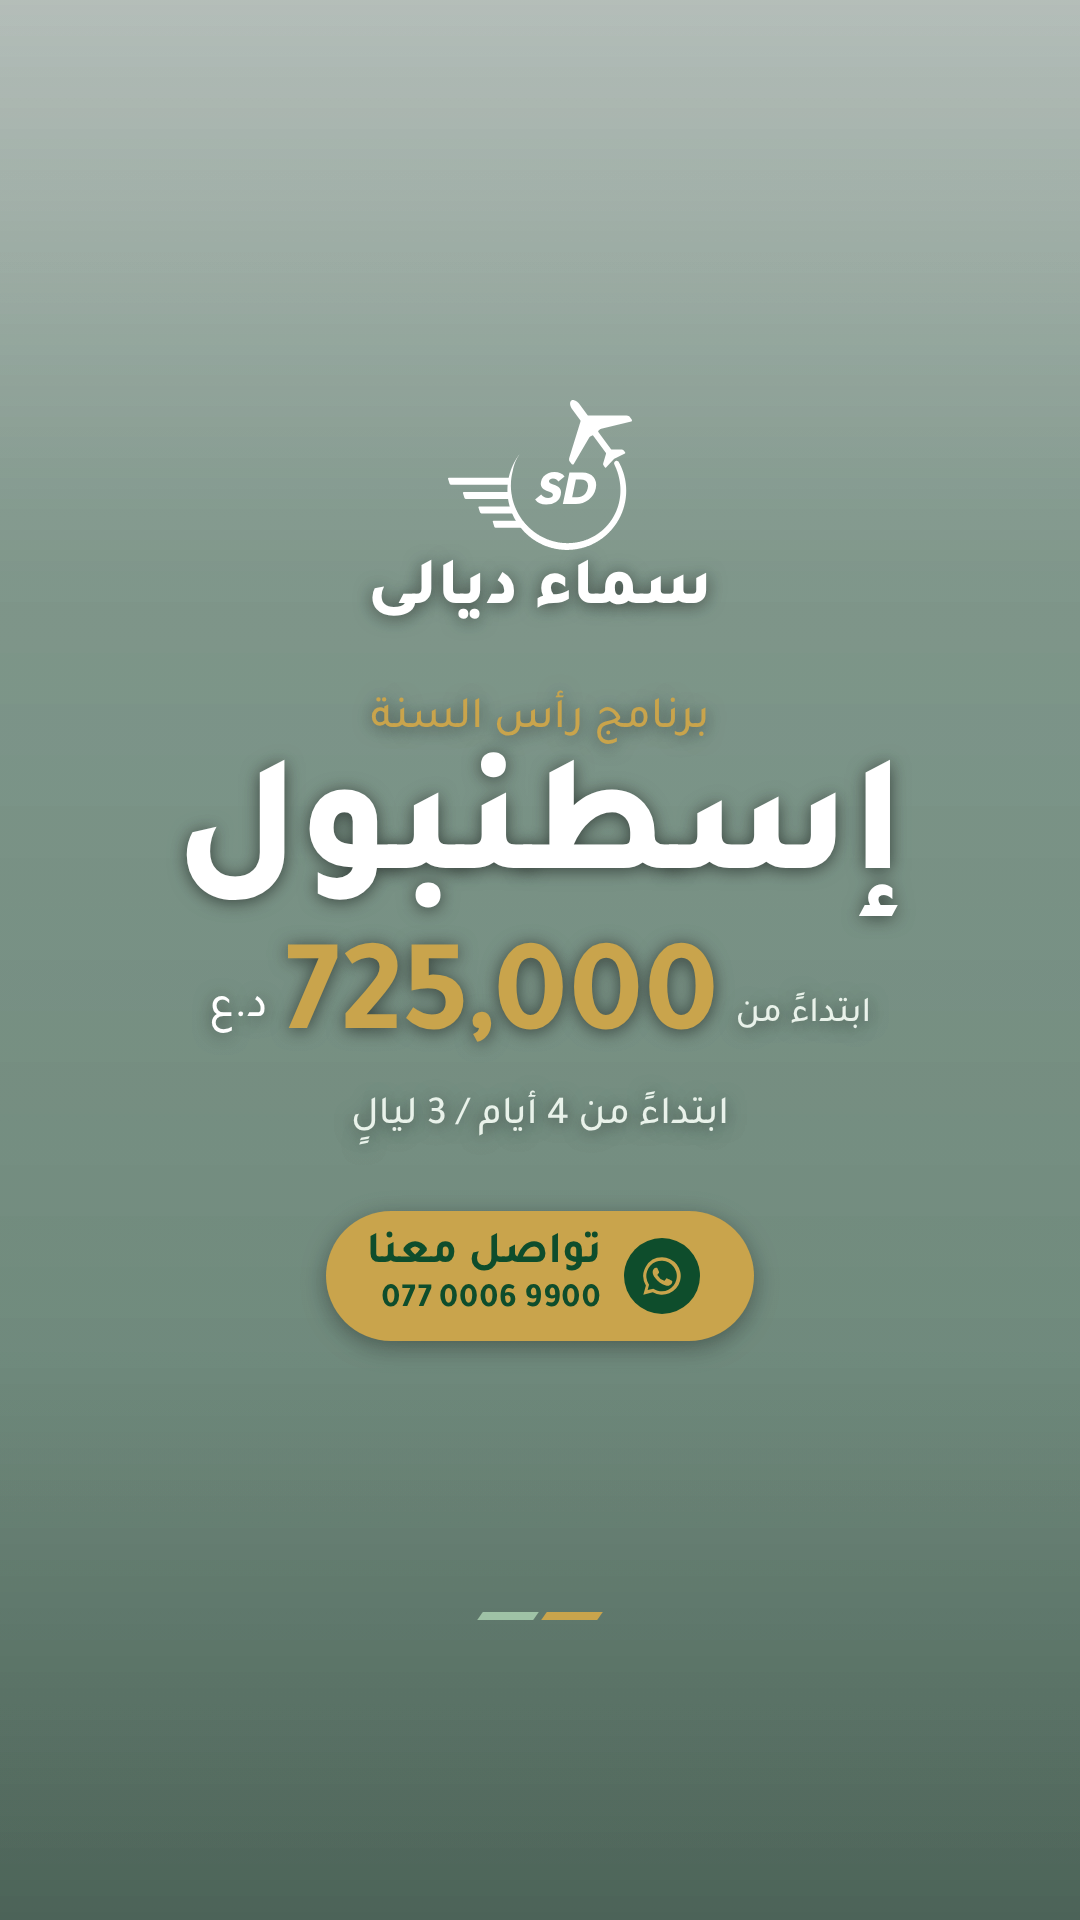 SD
سماء ديالى
برنامج رأس السنة
إسطنبول
ابتداءً من 725,000 د.ع
ابتداءً من 4 أيام / 3 ليالٍ
تواصل معنا
077 0006 9900